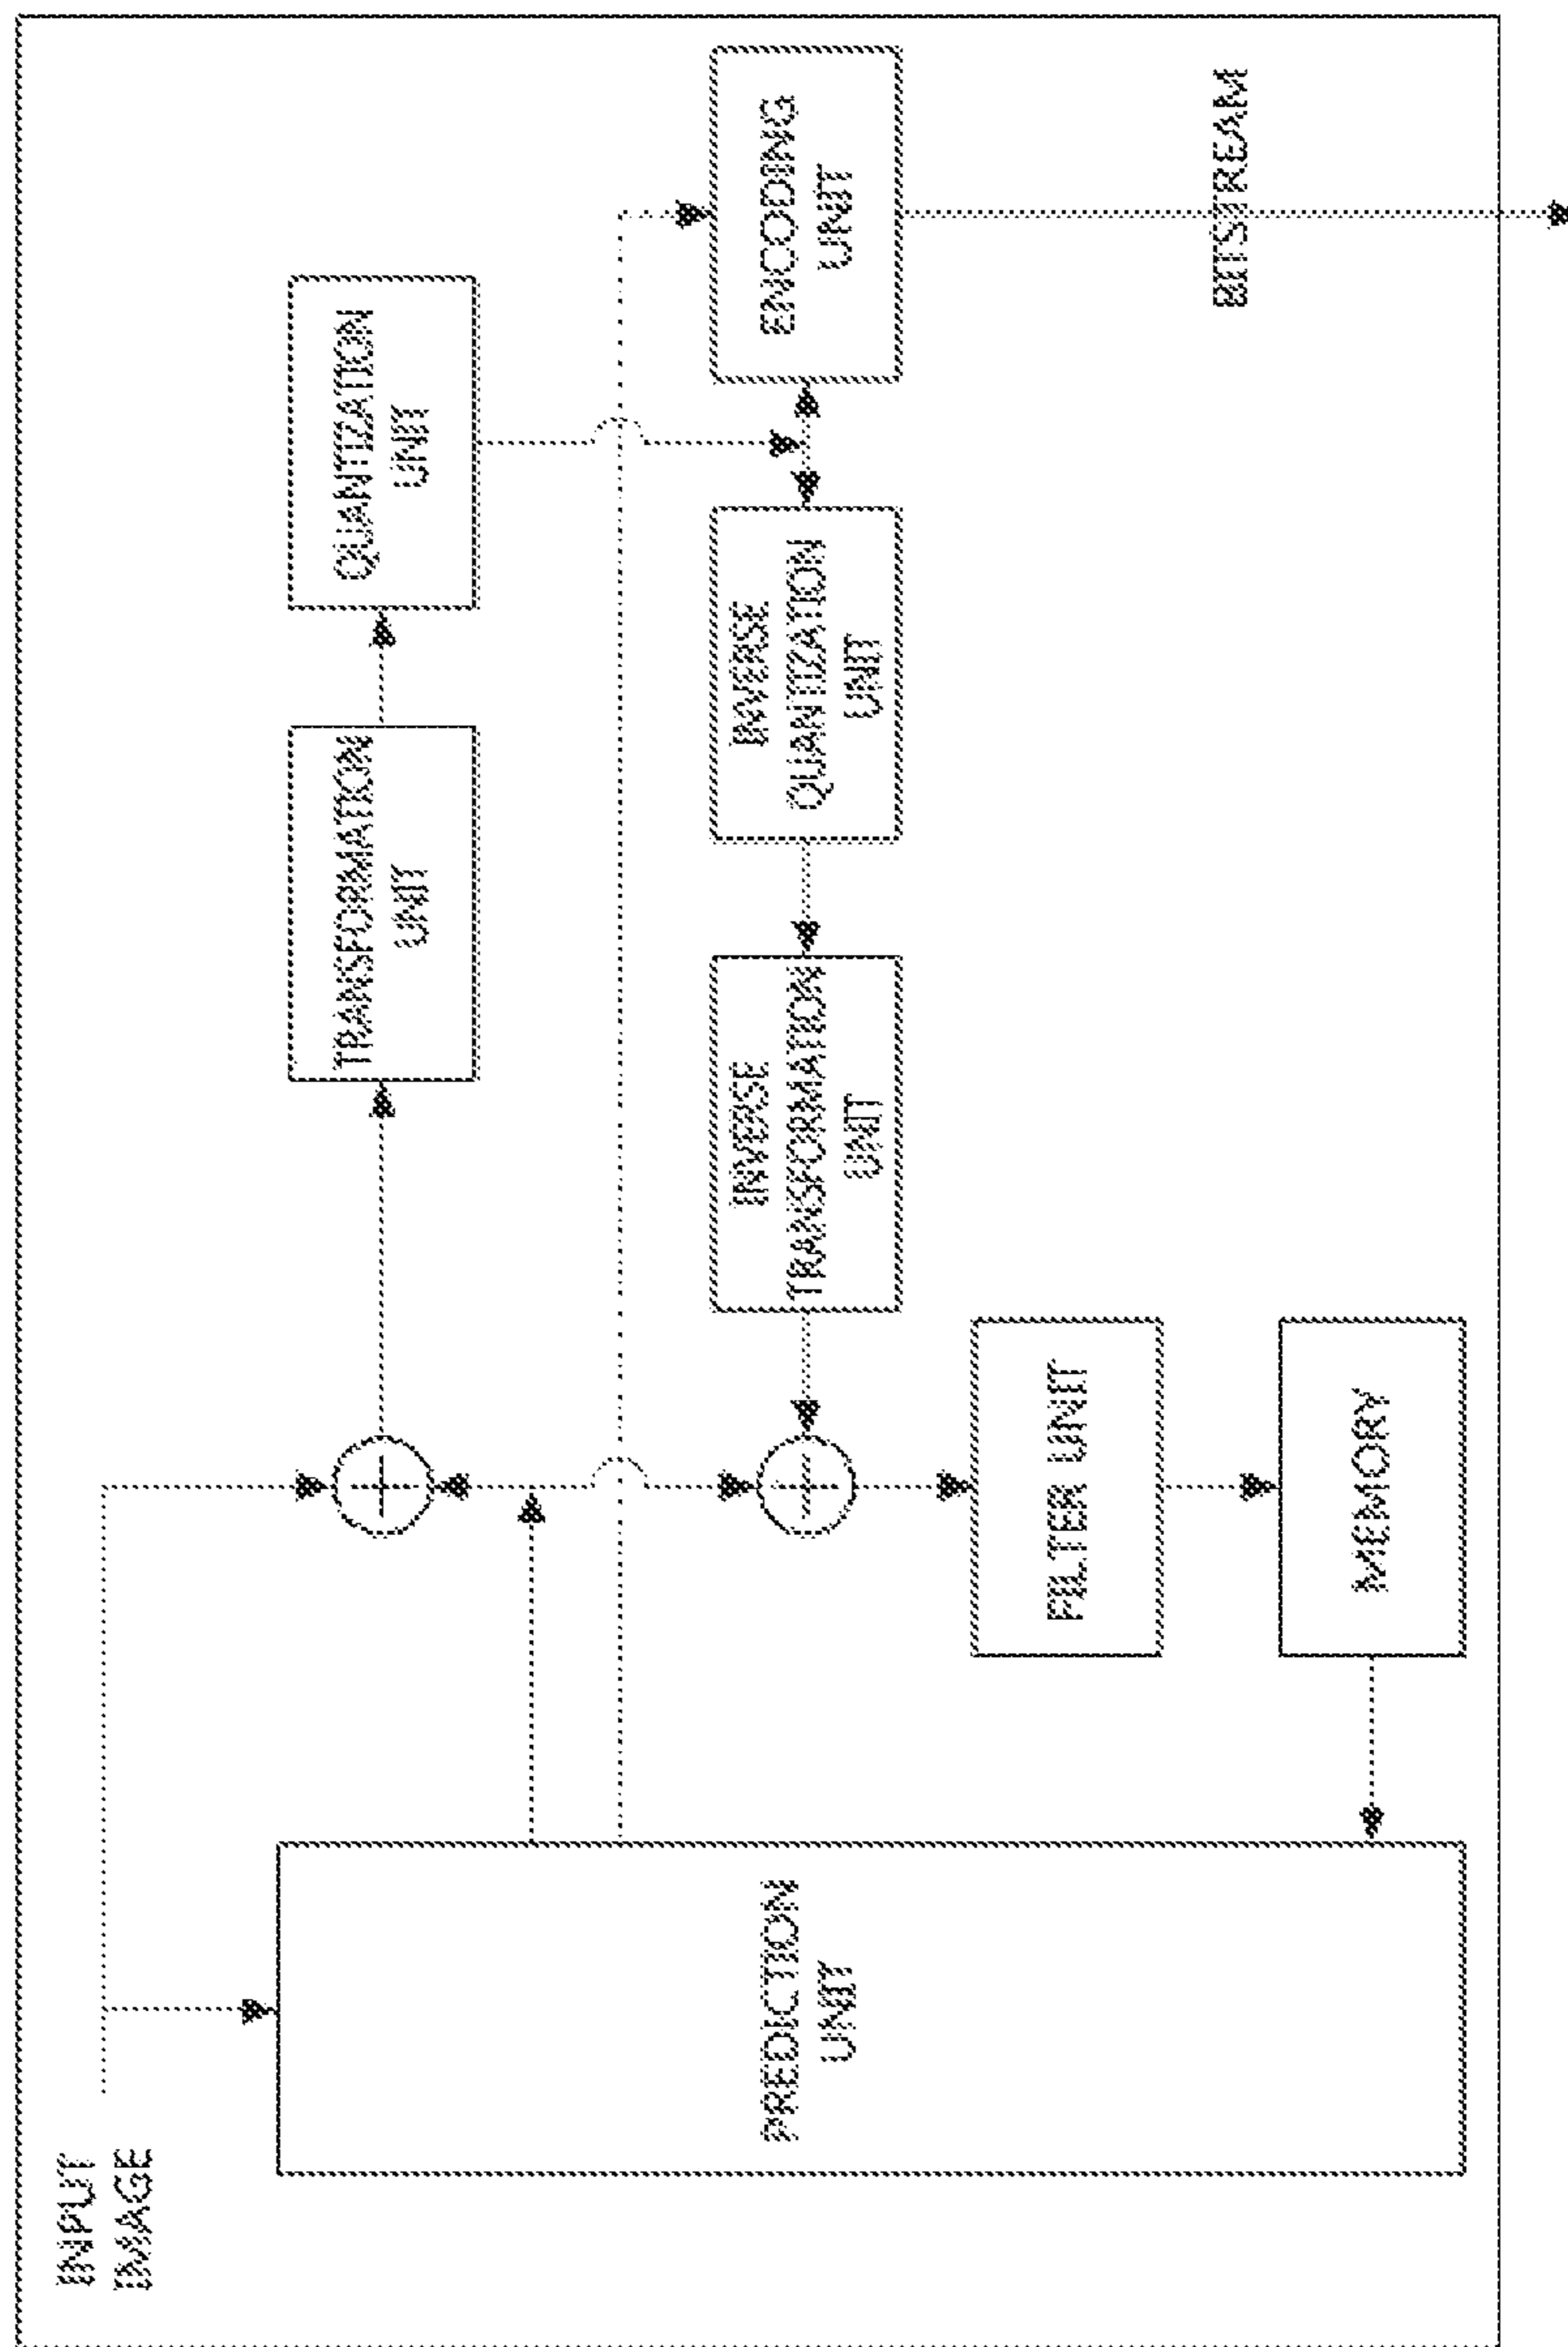 INPUT
IMAGE
TRANSFORMATION
UNIT
QUANTIZATION
UNIT
PREDICTION
UNIT
INVERSE
TRANSFORMATION
UNIT
INVERSE
QUANTIZATION
UNIT
ENCODING
UNIT
FILTER UNIT
BITSTREAM
MEMORY